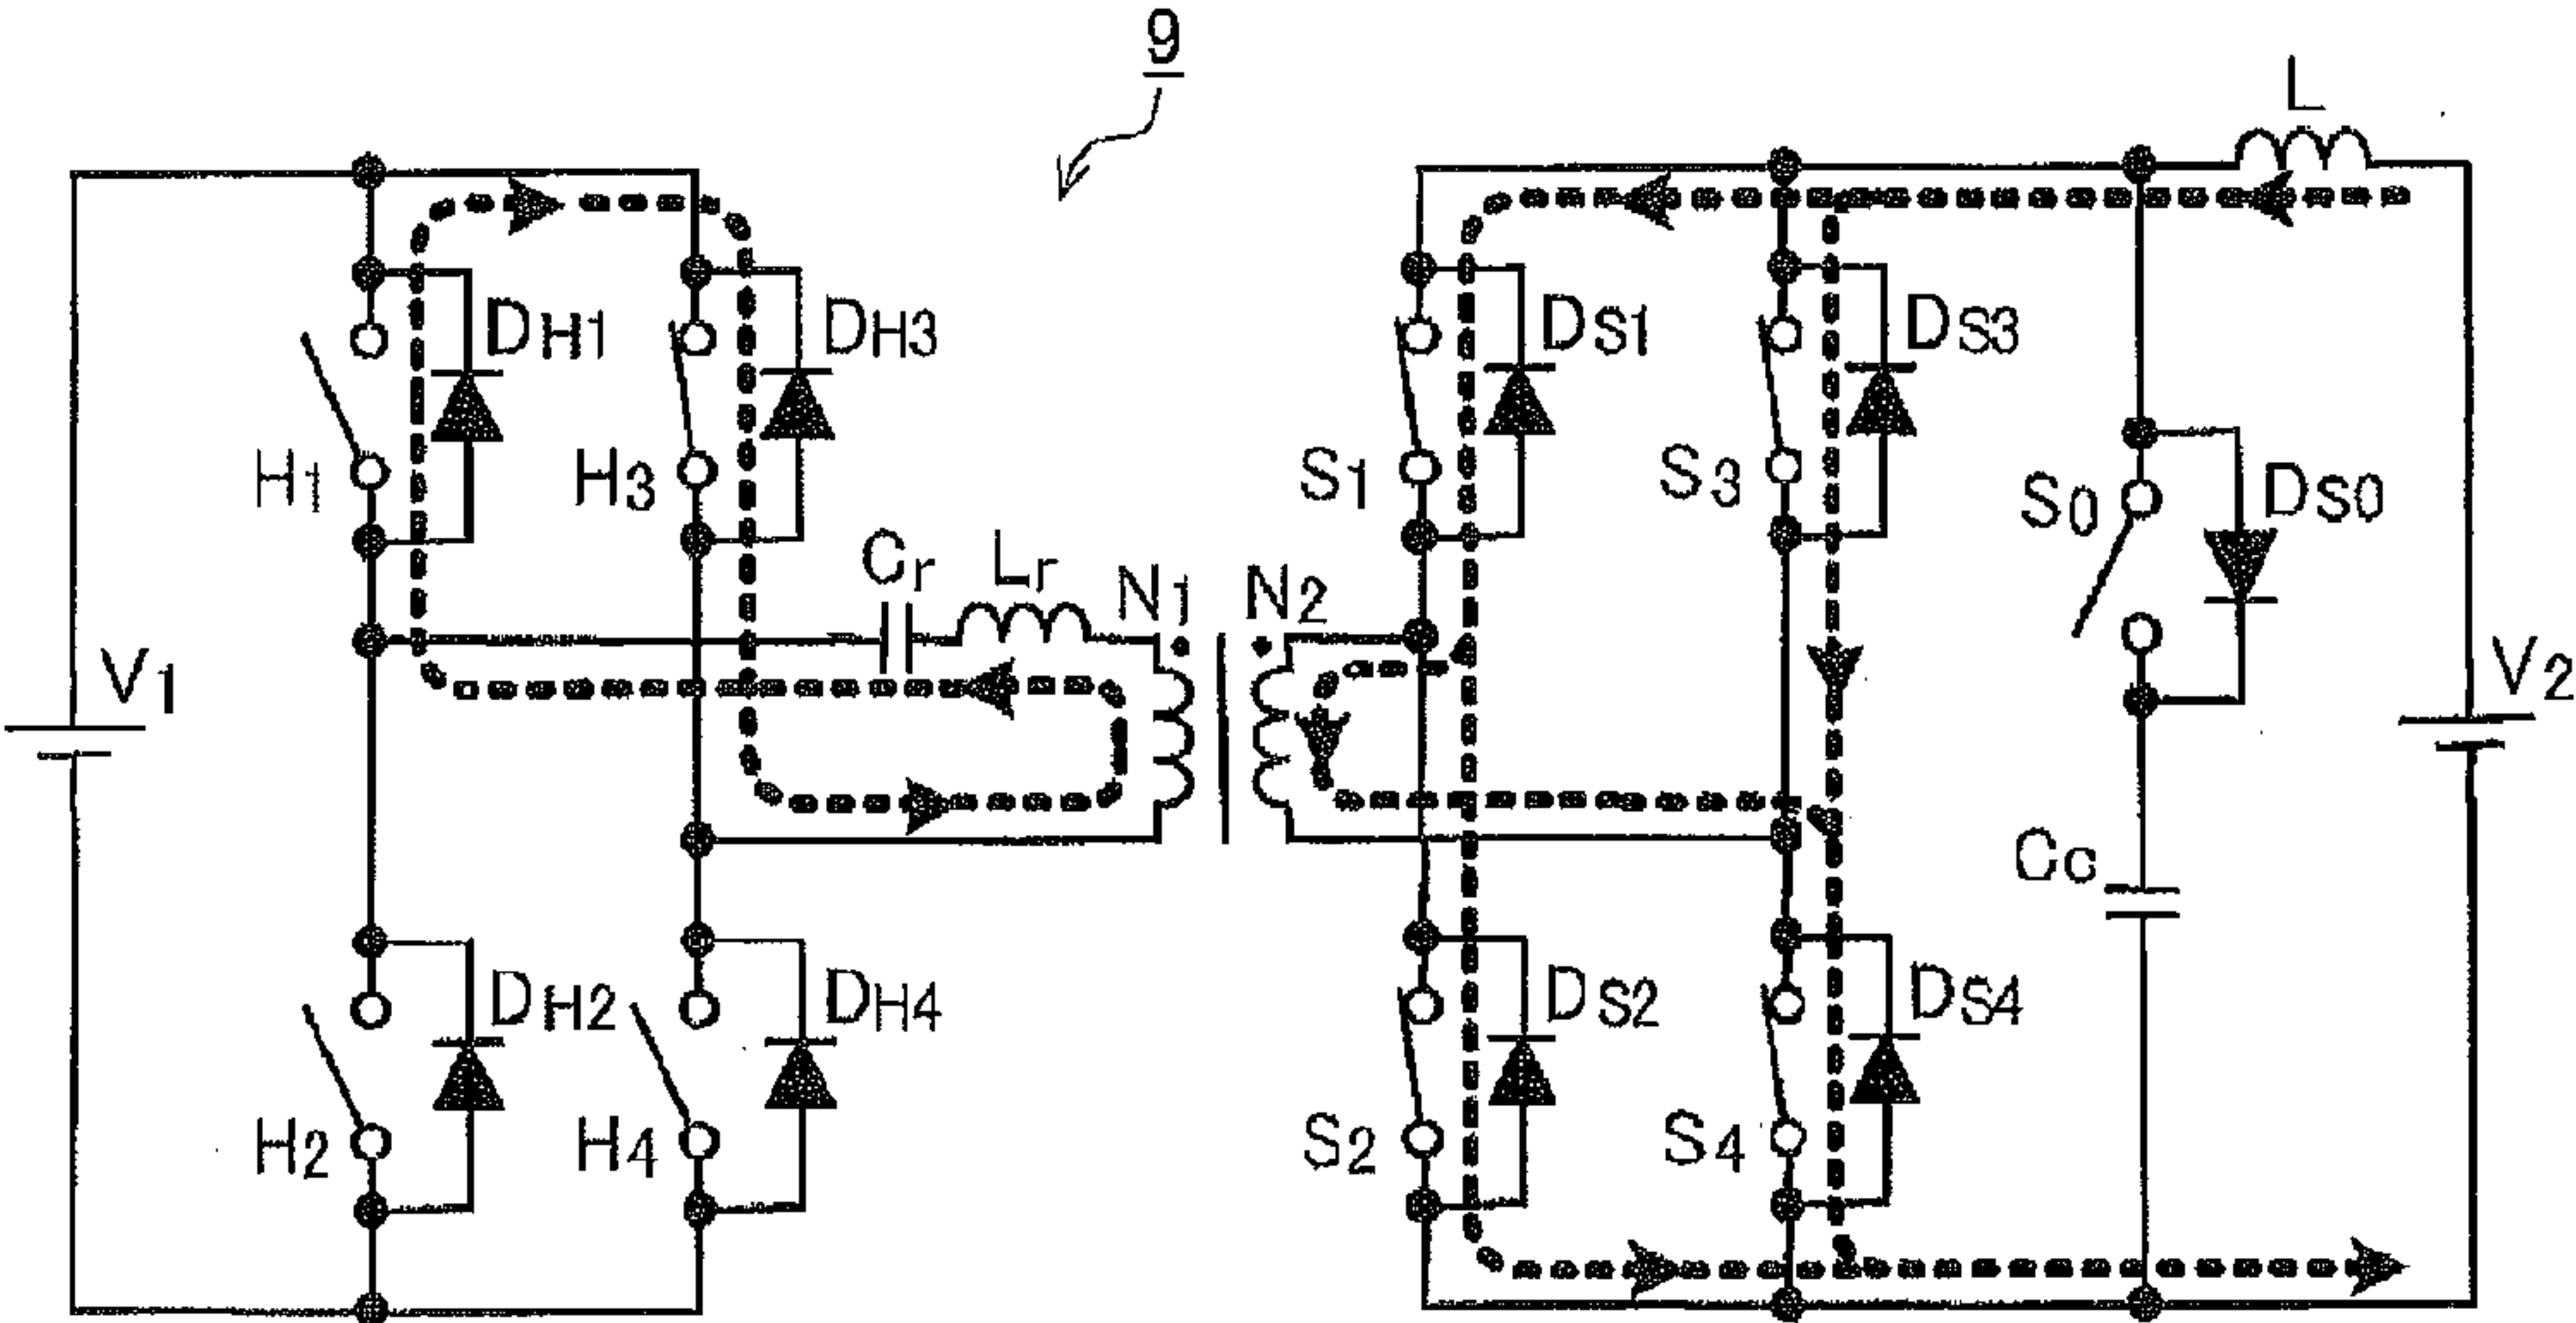 9
L
DH1
DH3
DS1
DS3
H1
H3
S1
S3
S0
DS0
Cr
Lr
N1
N2
V1
V2
Cc
DH2
DH4
DS2
DS4
H2
H4
S2
S4